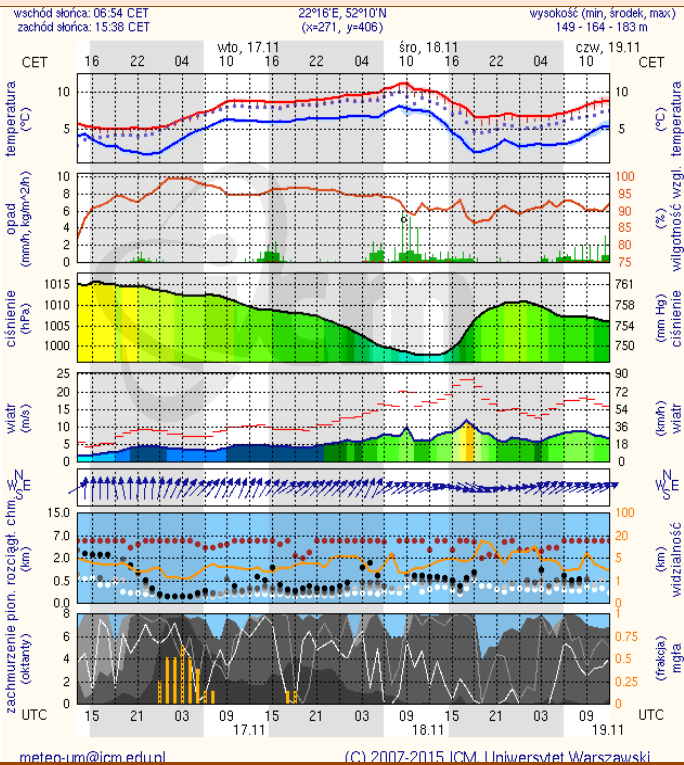 wschód słońca: 06:54 CET 22°16'E, 52°10'N wysokość (min, środek, max)
zachód słońca: 15:38 CET (x=271, y=406) 149 - 164 - 183 m
wto, 17.11 śro, 18.11 czw, 19.11
CET 16 22 04 10 16 22 04 10 16 22 04 10 CET
temperatura
(°C)
10
5
10
5
(°C)
temperatura
opad
(mm/h, kg/m^2/h)
10
8
6
4
2
0
100
95
90
85
80
75
(%)
wilgotność wzgl.
ciśnienie
(hPa)
1015
1010
1005
1000
761
758
754
750
(mm Hg)
ciśnienie
wiatr
(m/s)
25
20
15
10
5
0
90
72
54
36
18
0
(km/h)
wiatr
N
W E
S
N
W E
S
pion. rozciągł. chm.
(km)
15.0
7.0
2.0
0.5
0.0
100
20
5
1
0
(km)
widzialność
zachmurzenie
(oktanty)
8
6
4
2
0
1
0.75
0.5
0.25
0
(frakcja)
mgła
UTC 15 21 03 09 15 21 03 09 15 21 03 09 UTC
17.11 18.11 19.11
icm
meteo-um@icm.edu.pl (C) 2007-2015 ICM, Uniwersytet Warszawski